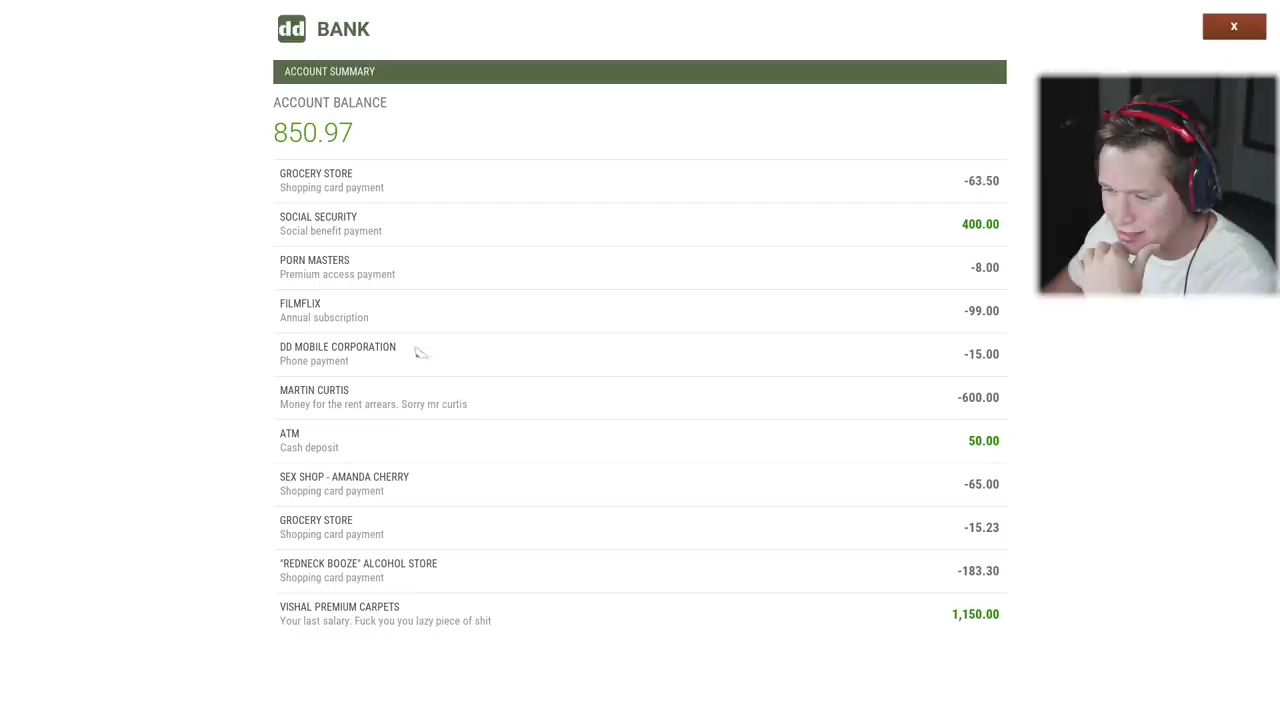 dd BANK
X
ACCOUNT SUMMARY
ACCOUNT BALANCE
850.97
GROCERY STORE
Shopping card payment
-63.50
SOCIAL SECURITY
Social benefit payment
400.00
PORN MASTERS
Premium access payment
-8.00
FILMFLIX
Annual subscription
-99.00
DD MOBILE CORPORATION
Phone payment
-15.00
MARTIN CURTIS
Money for the rent arrears. Sorry mr curtis
-600.00
ATM
Cash deposit
50.00
SEX SHOP - AMANDA CHERRY
Shopping card payment
-65.00
GROCERY STORE
Shopping card payment
-15.23
"REDNECK BOOZE" ALCOHOL STORE
Shopping card payment
-183.30
VISHAL PREMIUM CARPETS
Your last salary. Fuck you you lazy piece of shit
1,150.00